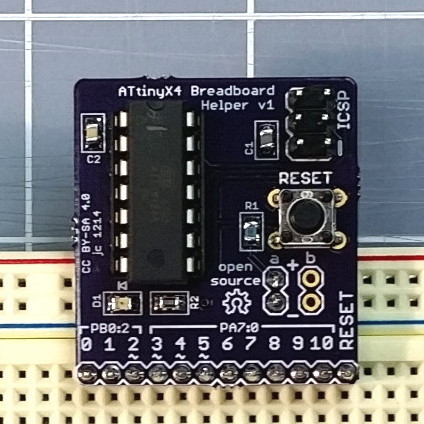 ATtinyX4 Breadboard
Helper v1
ICSP
C2
C1
RESET
R1
CC BY-SA 4.0
jc 1214
a + b
open
source
-
D1
R2
PB0:2
PA7:0
0 1 2 3 4 5 6 7 8 9 10
~ ~ ~ ~
RESET